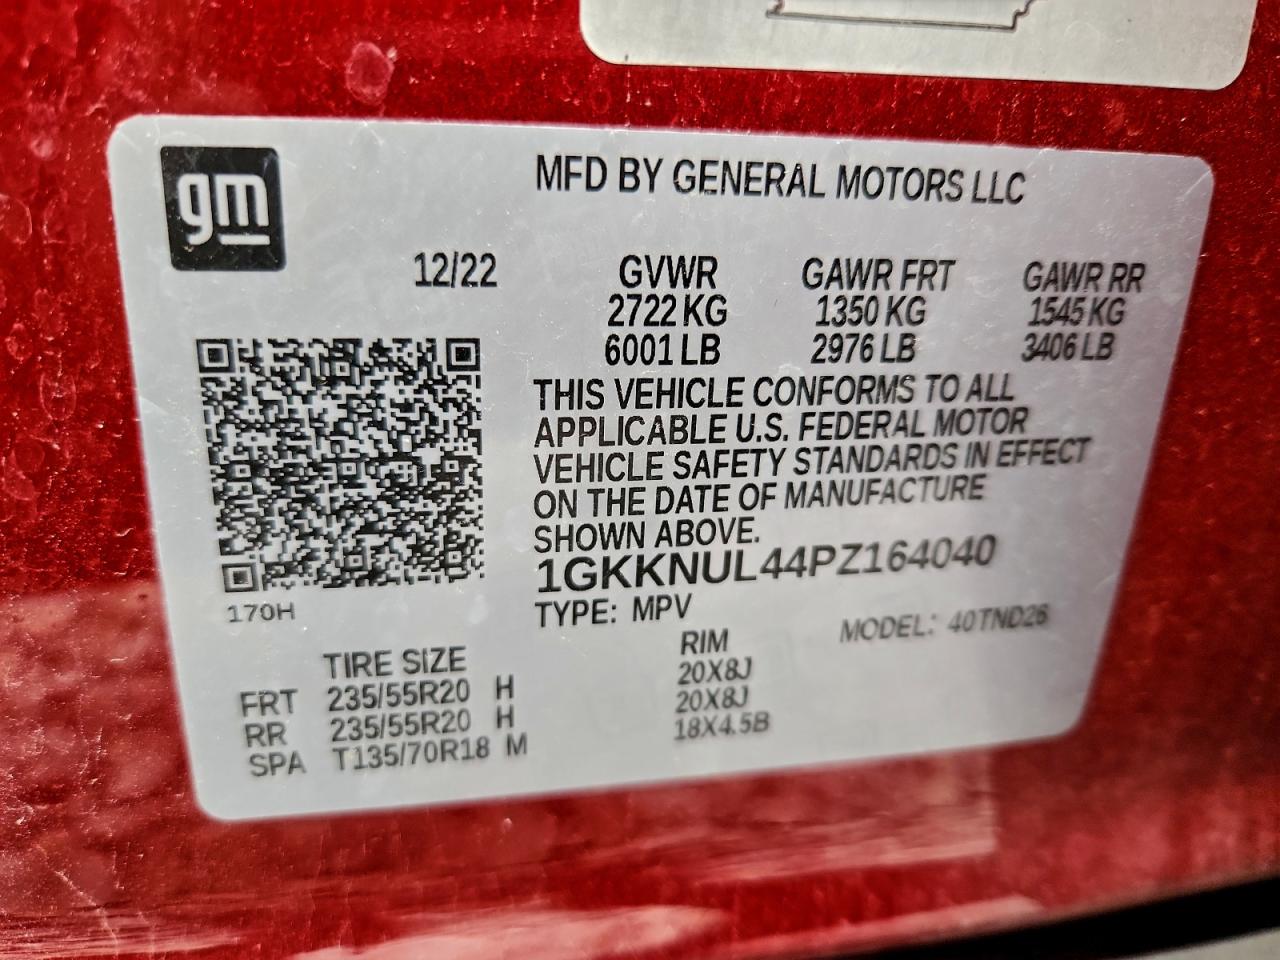 gm
MFD BY GENERAL MOTORS LLC
12/22 GVWR GAWR FRT GAWR RR
2722 KG 1350 KG 1545 KG
6001 LB 2976 LB 3406 LB
THIS VEHICLE CONFORMS TO ALL
APPLICABLE U.S. FEDERAL MOTOR
VEHICLE SAFETY STANDARDS IN EFFECT
ON THE DATE OF MANUFACTURE
SHOWN ABOVE.
1GKKNUL44PZ164040
170H
TYPE: MPV MODEL: 40TND26
TIRE SIZE RIM
FRT 235/55R20 H 20X8J
RR 235/55R20 H 20X8J
SPA T135/70R18 M 18X4.5B